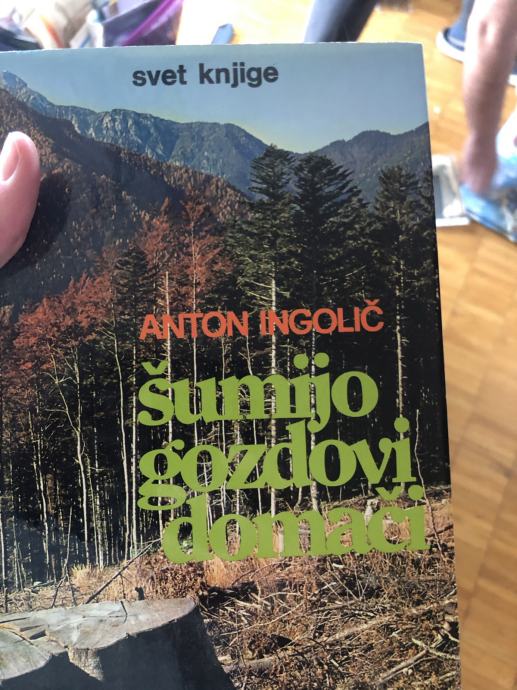 svet knjige
ANTON INGOLIČ
šumijo
gozdovi
domači